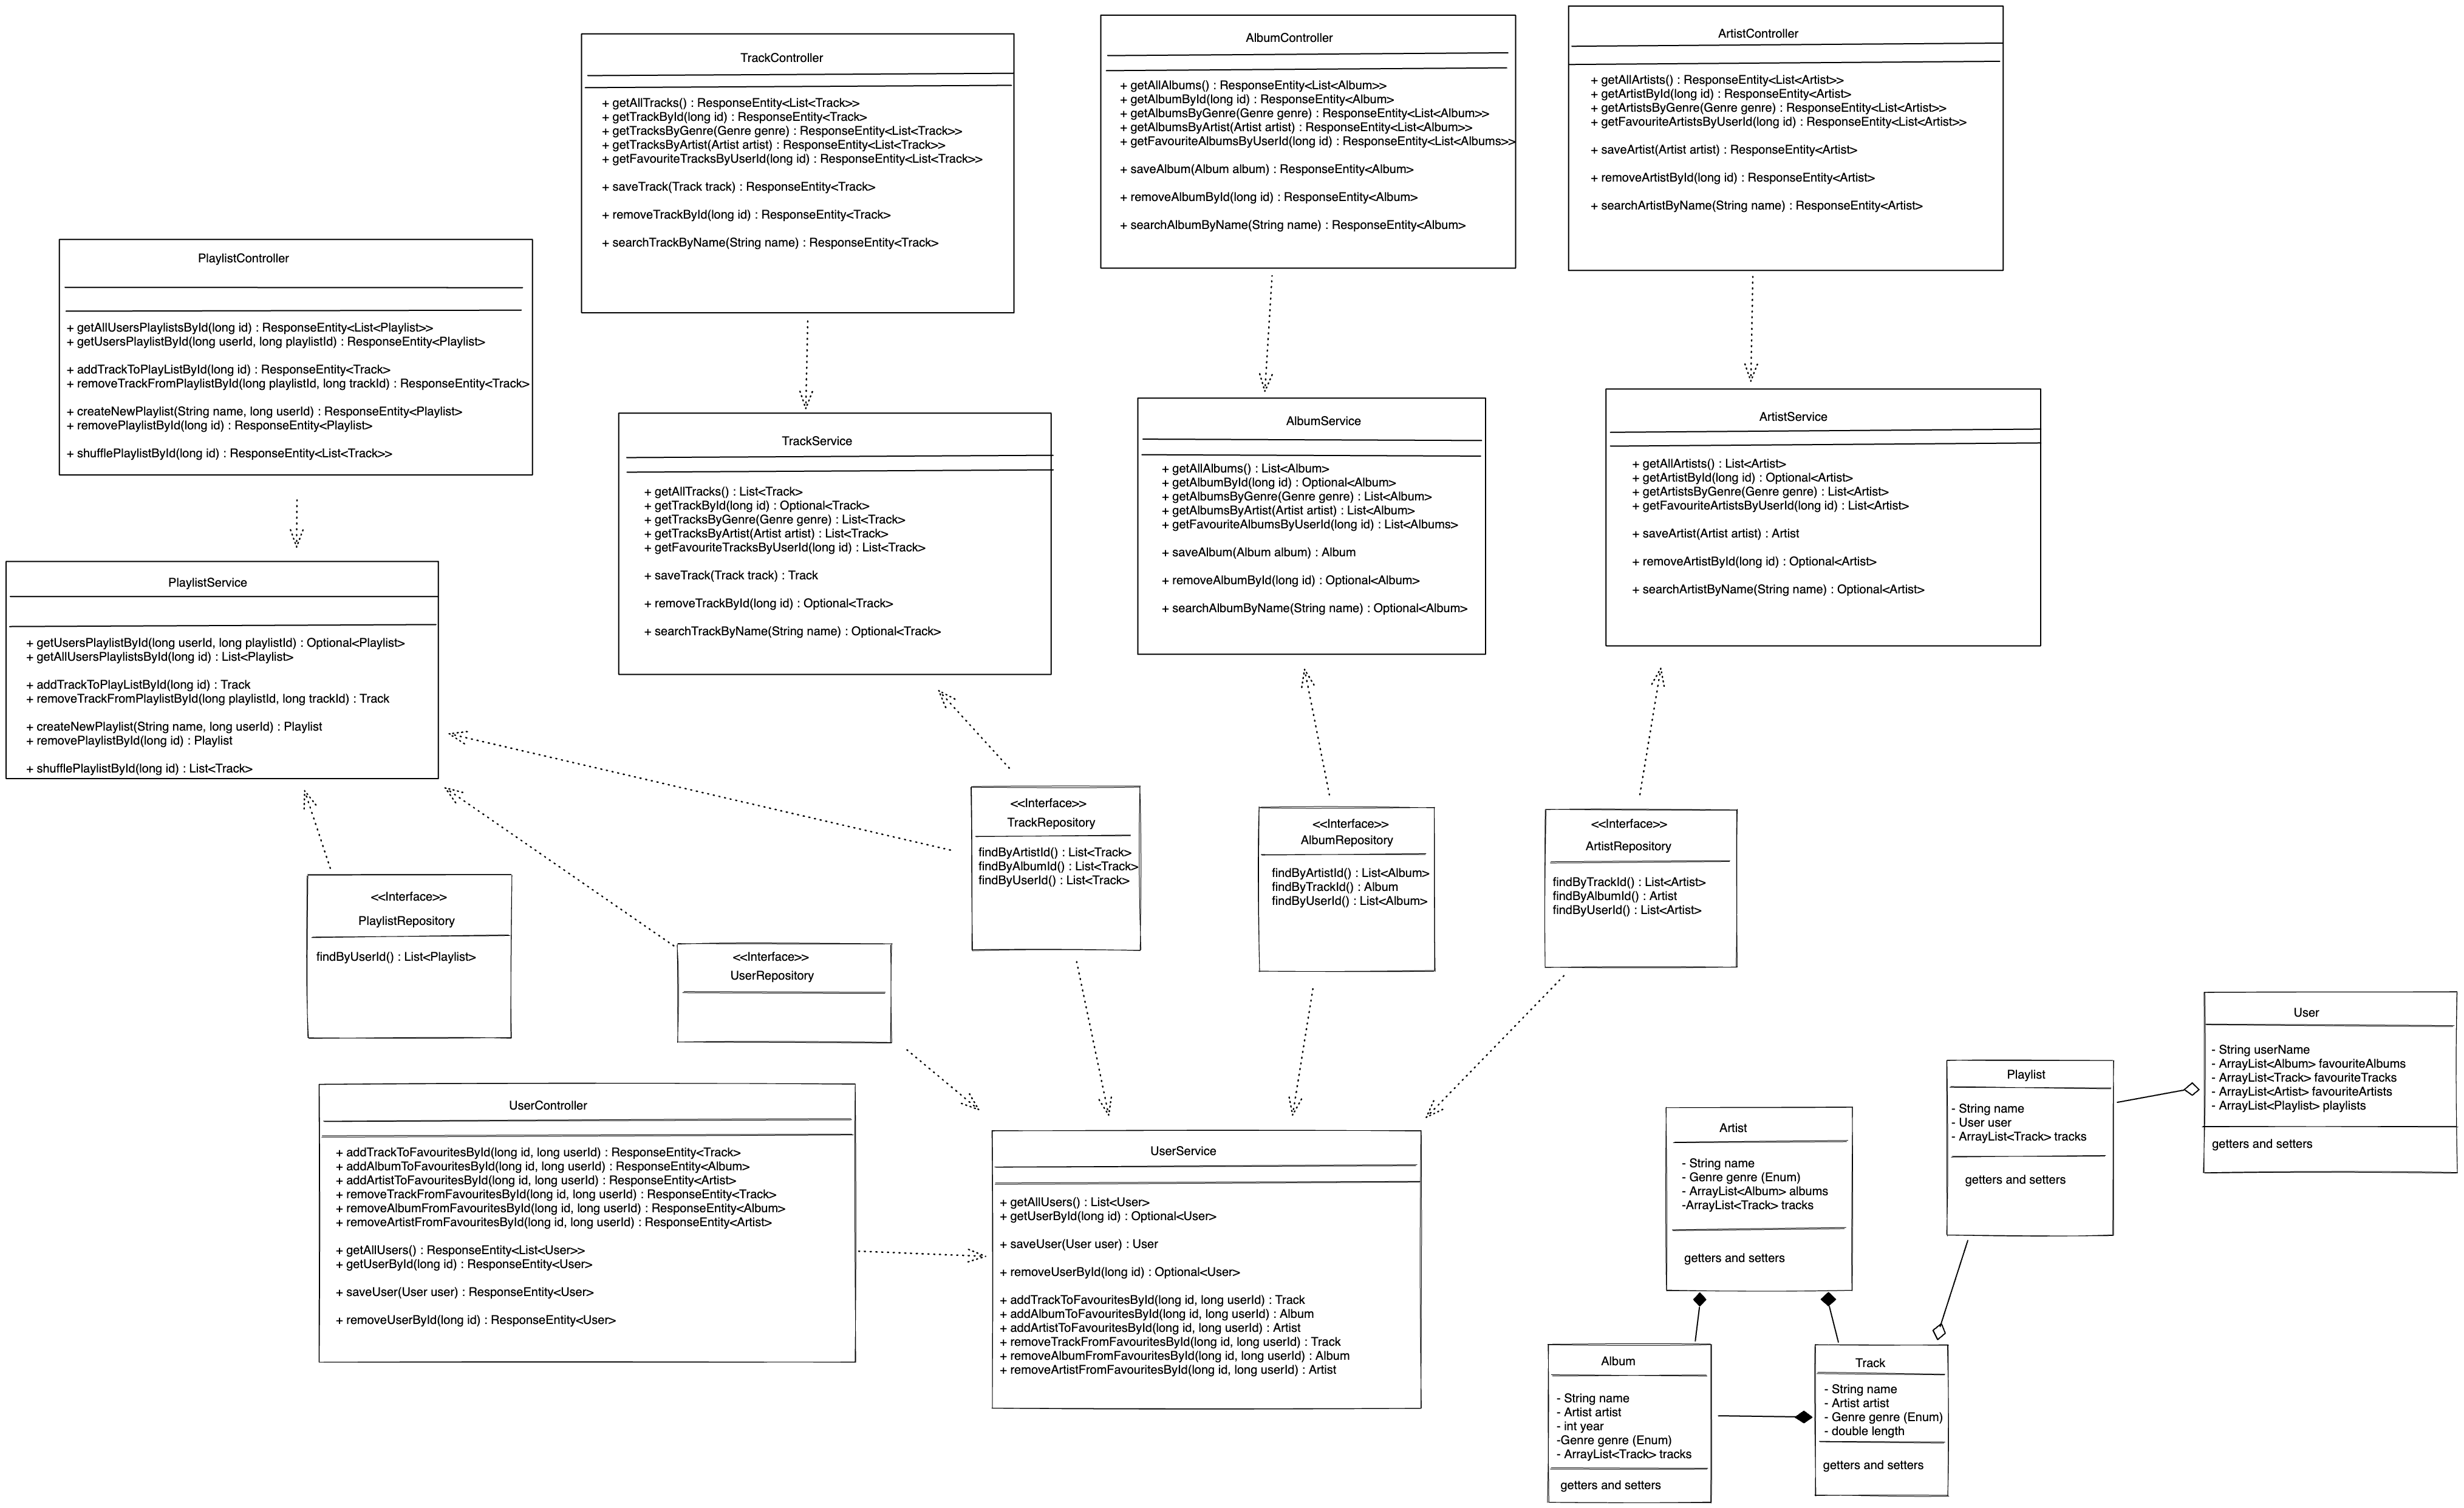 PlaylistController
+ getAllUsersPlaylistsById(long id) : ResponseEntity<List<Playlist>>
+ getUsersPlaylistById(long userId, long playlistId) : ResponseEntity<Playlist>
+ addTrackToPlayListById(long id) : ResponseEntity<Track>
+ removeTrackFromPlaylistById(long playlistId, long trackId) : ResponseEntity<Track>
+ createNewPlaylist(String name, long userId) : ResponseEntity<Playlist>
+ removePlaylistById(long id) : ResponseEntity<Playlist>
+ shufflePlaylistById(long id) : ResponseEntity<List<Track>>
TrackController
+ getAllTracks() : ResponseEntity<List<Track>>
+ getTrackById(long id) : ResponseEntity<Track>
+ getTracksByGenre(Genre genre) : ResponseEntity<List<Track>>
+ getTracksByArtist(Artist artist) : ResponseEntity<List<Track>>
+ getFavouriteTracksByUserId(long id) : ResponseEntity<List<Track>>
+ saveTrack(Track track) : ResponseEntity<Track>
+ removeTrackById(long id) : ResponseEntity<Track>
+ searchTrackByName(String name) : ResponseEntity<Track>
AlbumController
+ getAllAlbums() : ResponseEntity<List<Album>>
+ getAlbumById(long id) : ResponseEntity<Album>
+ getAlbumsByGenre(Genre genre) : ResponseEntity<List<Album>>
+ getAlbumsByArtist(Artist artist) : ResponseEntity<List<Album>>
+ getFavouriteAlbumsByUserId(long id) : ResponseEntity<List<Albums>>
+ saveAlbum(Album album) : ResponseEntity<Album>
+ removeAlbumById(long id) : ResponseEntity<Album>
+ searchAlbumByName(String name) : ResponseEntity<Album>
ArtistController
+ getAllArtists() : ResponseEntity<List<Artist>>
+ getArtistById(long id) : ResponseEntity<Artist>
+ getArtistsByGenre(Genre genre) : ResponseEntity<List<Artist>>
+ getFavouriteArtistsByUserId(long id) : ResponseEntity<List<Artist>>
+ saveArtist(Artist artist) : ResponseEntity<Artist>
+ removeArtistById(long id) : ResponseEntity<Artist>
+ searchArtistByName(String name) : ResponseEntity<Artist>
PlaylistService
+ getUsersPlaylistById(long userId, long playlistId) : Optional<Playlist>
+ getAllUsersPlaylistsById(long id) : List<Playlist>
+ addTrackToPlayListById(long id) : Track
+ removeTrackFromPlaylistById(long playlistId, long trackId) : Track
+ createNewPlaylist(String name, long userId) : Playlist
+ removePlaylistById(long id) : Playlist
+ shufflePlaylistById(long id) : List<Track>
TrackService
+ getAllTracks() : List<Track>
+ getTrackById(long id) : Optional<Track>
+ getTracksByGenre(Genre genre) : List<Track>
+ getTracksByArtist(Artist artist) : List<Track>
+ getFavouriteTracksByUserId(long id) : List<Track>
+ saveTrack(Track track) : Track
+ removeTrackById(long id) : Optional<Track>
+ searchTrackByName(String name) : Optional<Track>
AlbumService
+ getAllAlbums() : List<Album>
+ getAlbumById(long id) : Optional<Album>
+ getAlbumsByGenre(Genre genre) : List<Album>
+ getAlbumsByArtist(Artist artist) : List<Album>
+ getFavouriteAlbumsByUserId(long id) : List<Albums>
+ saveAlbum(Album album) : Album
+ removeAlbumById(long id) : Optional<Album>
+ searchAlbumByName(String name) : Optional<Album>
ArtistService
+ getAllArtists() : List<Artist>
+ getArtistById(long id) : Optional<Artist>
+ getArtistsByGenre(Genre genre) : List<Artist>
+ getFavouriteArtistsByUserId(long id) : List<Artist>
+ saveArtist(Artist artist) : Artist
+ removeArtistById(long id) : Optional<Artist>
+ searchArtistByName(String name) : Optional<Artist>
<<Interface>>
PlaylistRepository
findByUserId() : List<Playlist>
<<Interface>>
UserRepository
<<Interface>>
TrackRepository
findByArtistId() : List<Track>
findByAlbumId() : List<Track>
findByUserId() : List<Track>
<<Interface>>
AlbumRepository
findByArtistId() : List<Album>
findByTrackId() : Album
findByUserId() : List<Album>
<<Interface>>
ArtistRepository
findByTrackId() : List<Artist>
findByAlbumId() : Artist
findByUserId() : List<Artist>
UserController
+ addTrackToFavouritesById(long id, long userId) : ResponseEntity<Track>
+ addAlbumToFavouritesById(long id, long userId) : ResponseEntity<Album>
+ addArtistToFavouritesById(long id, long userId) : ResponseEntity<Artist>
+ removeTrackFromFavouritesById(long id, long userId) : ResponseEntity<Track>
+ removeAlbumFromFavouritesById(long id, long userId) : ResponseEntity<Album>
+ removeArtistFromFavouritesById(long id, long userId) : ResponseEntity<Artist>
+ getAllUsers() : ResponseEntity<List<User>>
+ getUserById(long id) : ResponseEntity<User>
+ saveUser(User user) : ResponseEntity<User>
+ removeUserById(long id) : ResponseEntity<User>
UserService
+ getAllUsers() : List<User>
+ getUserById(long id) : Optional<User>
+ saveUser(User user) : User
+ removeUserById(long id) : Optional<User>
+ addTrackToFavouritesById(long id, long userId) : Track
+ addAlbumToFavouritesById(long id, long userId) : Album
+ addArtistToFavouritesById(long id, long userId) : Artist
+ removeTrackFromFavouritesById(long id, long userId) : Track
+ removeAlbumFromFavouritesById(long id, long userId) : Album
+ removeArtistFromFavouritesById(long id, long userId) : Artist
User
- String userName
- ArrayList<Album> favouriteAlbums
- ArrayList<Track> favouriteTracks
- ArrayList<Artist> favouriteArtists
- ArrayList<Playlist> playlists
getters and setters
Playlist
- String name
- User user
- ArrayList<Track> tracks
getters and setters
Artist
- String name
- Genre genre (Enum)
- ArrayList<Album> albums
-ArrayList<Track> tracks
getters and setters
Album
- String name
- Artist artist
- int year
-Genre genre (Enum)
- ArrayList<Track> tracks
getters and setters
Track
- String name
- Artist artist
- Genre genre (Enum)
- double length
getters and setters